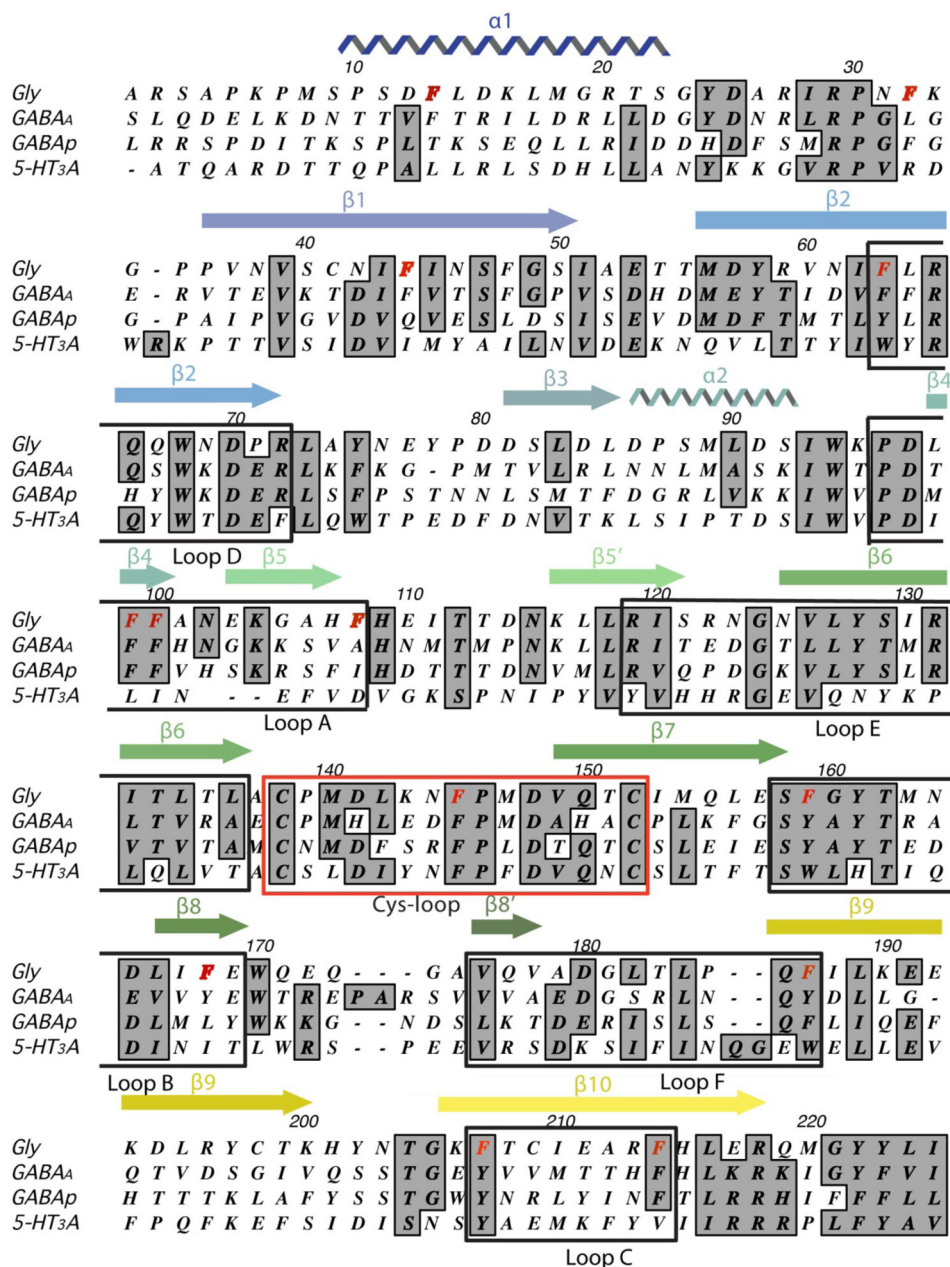 α1
10 20 30
Gly A R S A P K P M S P S D F L D K L M G R T S G Y D A R I R P N F K
GABAA S L Q D E L K D N T T V F T R I L D R L L D G Y D N R L R P G L G
GABAρ L R R S P D I T K S P L T K S E Q L L R I D D H D F S M R P G F G
5-HT3A - A T Q A R D T T Q P A L L R L S D H L L A N Y K K G V R P V R D
β1 β2
40 50 60
Gly G - P P V N V S C N I F I N S F G S I A E T T M D Y R V N I F L R
GABAA E - R V T E V K T D I F V T S F G P V S D H D M E Y T I D V F F R
GABAρ G - P A I P V G V D V Q V E S L D S I S E V D M D F T M T L Y L R
5-HT3A W R K P T T V S I D V I M Y A I L N V D E K N Q V L T T Y I W Y R
β2 β3 α2 β4
70 80 90
Gly Q Q W N D P R L A Y N E Y P D D S L D L D P S M L D S I W K P D L
GABAA Q S W K D E R L K F K G - P M T V L R L N N L M A S K I W T P D T
GABAρ H Y W K D E R L S F P S T N N L S M T F D G R L V K K I W V P D M
5-HT3A Q Y W T D E F L Q W T P E D F D N V T K L S I P T D S I W V P D I
Loop D
β4 β5 β5' β6
100 110 120 130
Gly F F A N E K G A H F H E I T T D N K L L R I S R N G N V L Y S I R
GABAA F F H N G K K S V A H N M T M P N K L L R I T E D G T L L Y T M R
GABAρ F F V H S K R S F I H D T T T D N V M L R V Q P D G K V L Y S L R
5-HT3A L I N - - E F V D V G K S P N I P Y V Y V H H R G E V Q N Y K P
Loop A Loop E
β6 β7
140 150 160
Gly I T L T L A C P M D L K N F P M D V Q T C I M Q L E S F G Y T M N
GABAA L T V R A E C P M H L E D F P M D A H A C P L K F G S Y A Y T R A
GABAρ V T V T A M C N M D F S R F P L D T Q T C S L E I E S Y A Y T E D
5-HT3A L Q L V T A C S L D I Y N F P F D V Q N C S L T F T S W L H T I Q
Cys-loop
β8 β8' β9
170 180 190
Gly D L I F E W Q E Q - - - G A V Q V A D G L T L P - - Q F I L K E E
GABAA E V V Y E W T R E P A R S V V V A E D G S R L N - - Q Y D L L G -
GABAρ D L M L Y W K K G - - N D S L K T D E R I S L S - - Q F L I Q E F
5-HT3A D I N I T L W R S - - P E E V R S D K S I F I N Q G E W E L L E V
Loop B Loop F
β9 β10
200 210 220
Gly K D L R Y C T K H Y N T G K F T C I E A R F H L E R Q M G Y Y L I
GABAA Q T V D S G I V Q S S T G E Y V V M T T H F H L K R K I G Y F V I
GABAρ H T T T K L A F Y S S T G W Y N R L Y I N F T L R R H I F F F L L
5-HT3A F P Q F K E F S I D I S N S Y A E M K F Y V I I R R R P L F Y A V
Loop C